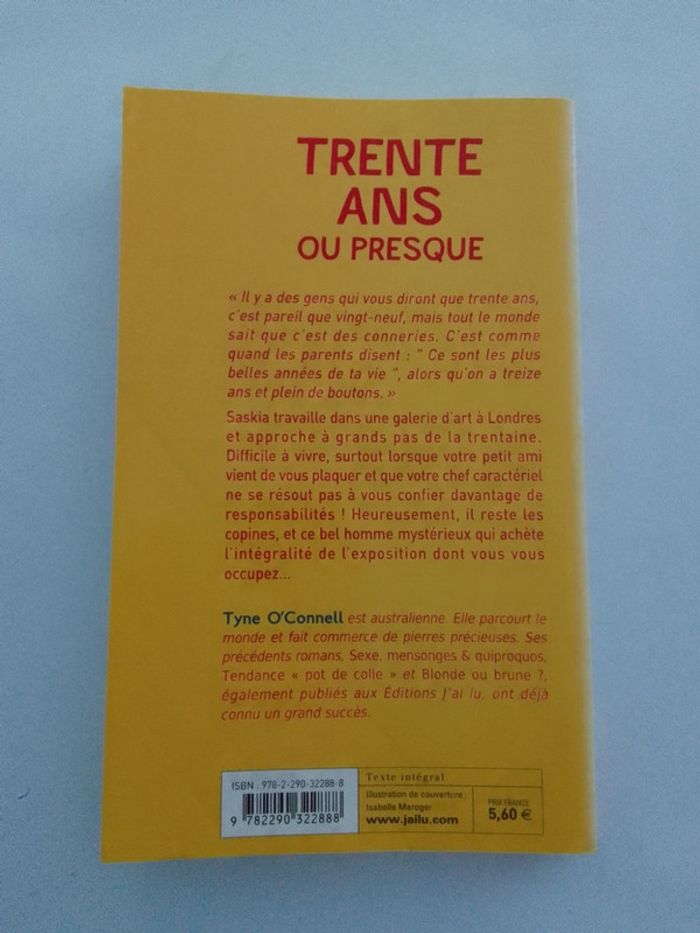 TRENTE
ANS
OU PRESQUE
« Il y a des gens qui vous diront que trente ans,
c'est pareil que vingt-neuf, mais tout le monde
sait que c'est des conneries. C'est comme
quand les parents disent : " Ce sont les plus
belles années de ta vie ", alors qu'on a treize
ans et plein de boutons. »
Saskia travaille dans une galerie d'art à Londres
et approche à grands pas de la trentaine.
Difficile à vivre, surtout lorsque votre petit ami
vient de vous plaquer et que votre chef caractériel
ne se résout pas à vous confier davantage de
responsabilités ! Heureusement, il reste les
copines, et ce bel homme mystérieux qui achète
l'intégralité de l'exposition dont vous vous
occupez...
Tyne O'Connell est australienne. Elle parcourt le
monde et fait commerce de pierres précieuses. Ses
précédents romans, Sexe, mensonges & quiproquos,
Tendance « pot de colle » et Blonde ou brune ?,
également publiés aux Éditions J'ai lu, ont déjà
connu un grand succès.
ISBN : 978-2-290-32288-8
9 782290 322888
Texte intégral
Illustration de couverture :
Isabelle Maroger
www.jailu.com
PRIX FRANCE
5,60 €